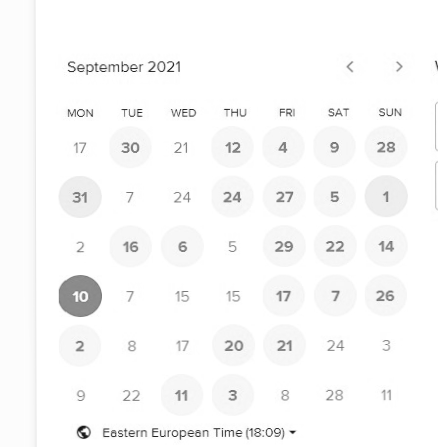 September 2021
MON TUE WED THU FRI SAT SUN
17 30 21 12 4 9 28
31 7 24 24 27 5 1
2 16 6 5 29 22 14
10 7 15 15 17 7 26
2 8 17 20 21 24 3
9 22 11 3 8 28 11
Eastern European Time (18:09)